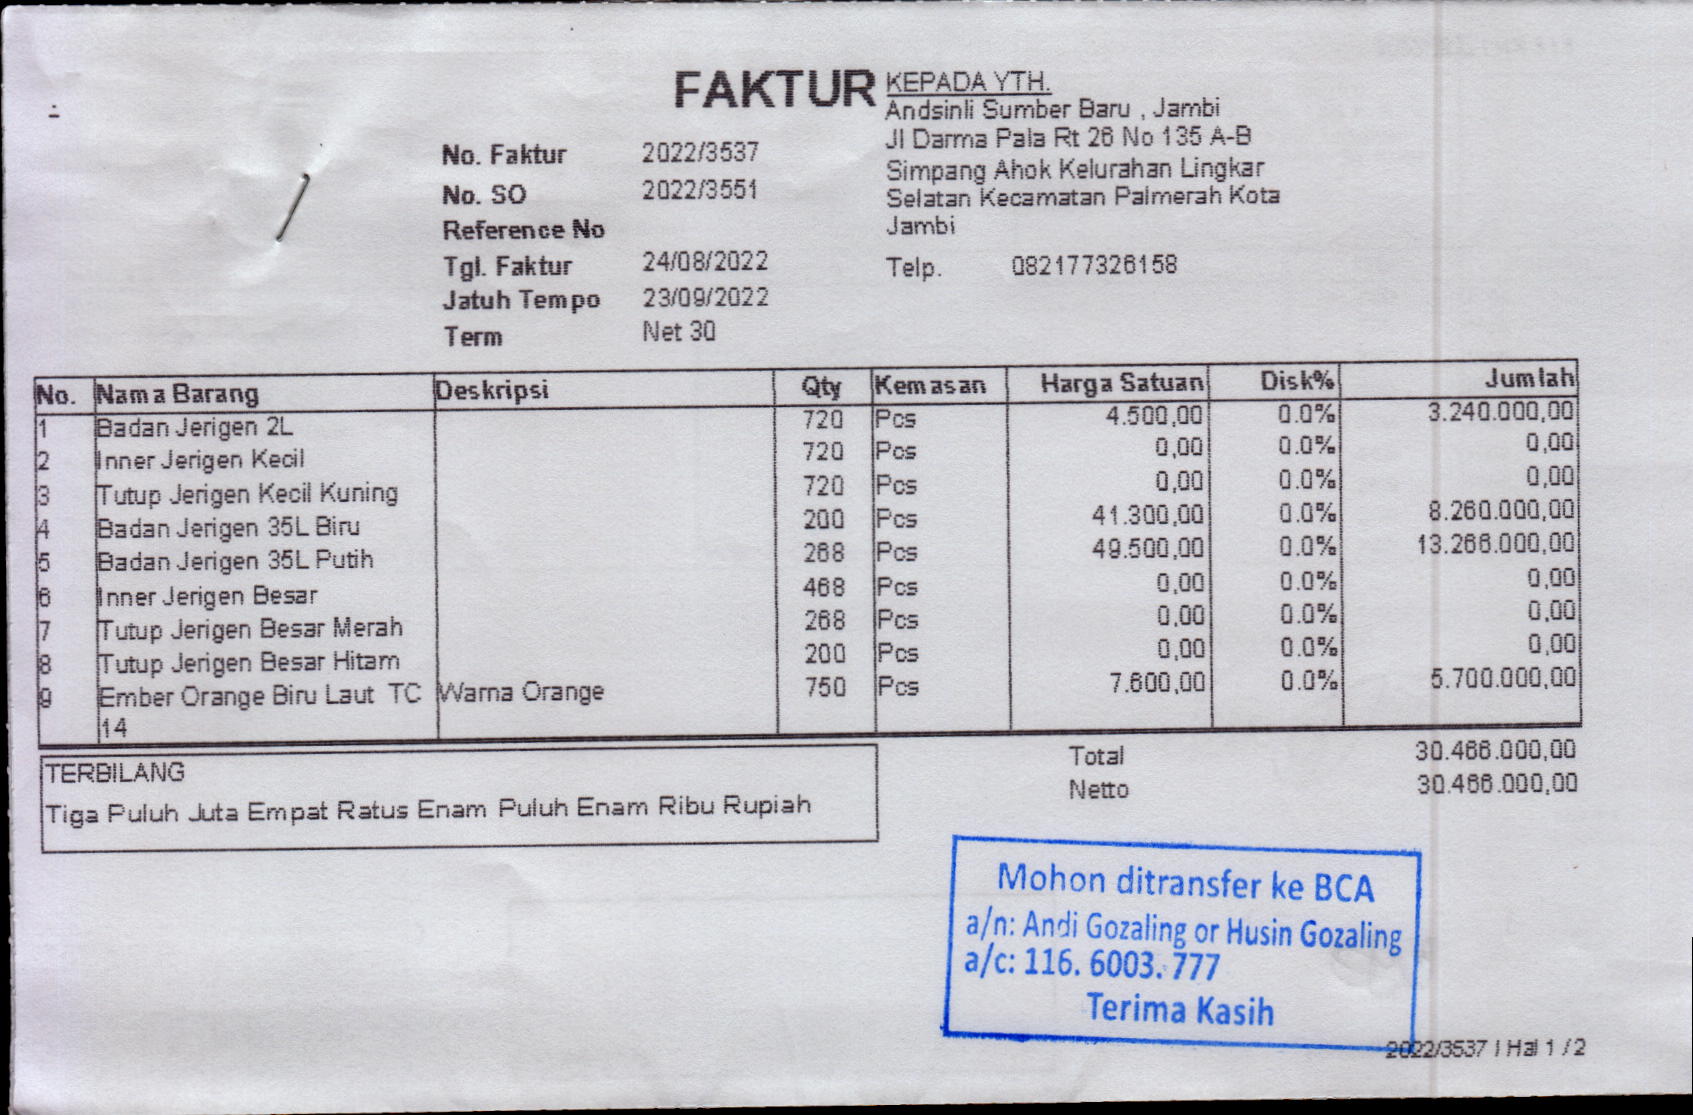 FAKTUR
KEPADA YTH.
Andsinli Sumber Baru , Jambi
Jl Darma Pala Rt 26 No 135 A-B
Simpang Ahok Kelurahan Lingkar
Selatan Kecamatan Palmerah Kota
Jambi
Telp. 082177326158
No. Faktur 2022/3537
No. SO 2022/3551
Reference No
Tgl. Faktur 24/08/2022
Jatuh Tempo 23/09/2022
Term Net 30
No. Nama Barang Deskripsi Qty Kemasan Harga Satuan Disk% Jumlah
1 Badan Jerigen 2L 720 Pcs 4.500,00 0.0% 3.240.000,00
2 Inner Jerigen Kecil 720 Pcs 0,00 0.0% 0,00
3 Tutup Jerigen Kecil Kuning 720 Pcs 0,00 0.0% 0,00
4 Badan Jerigen 35L Biru 200 Pcs 41.300,00 0.0% 8.260.000,00
5 Badan Jerigen 35L Putih 268 Pcs 49.500,00 0.0% 13.266.000,00
6 Inner Jerigen Besar 468 Pcs 0,00 0.0% 0,00
7 Tutup Jerigen Besar Merah 268 Pcs 0,00 0.0% 0,00
8 Tutup Jerigen Besar Hitam 200 Pcs 0,00 0.0% 0,00
9 Ember Orange Biru Laut TC Warna Orange 750 Pcs 7.600,00 0.0% 5.700.000,00
14
Total 30.466.000,00
Netto 30.466.000,00
TERBILANG
Tiga Puluh Juta Empat Ratus Enam Puluh Enam Ribu Rupiah
Mohon ditransfer ke BCA
a/n: Andi Gozaling or Husin Gozaling
a/c: 116. 6003. 777
Terima Kasih
2022/3537 | Hal 1 / 2